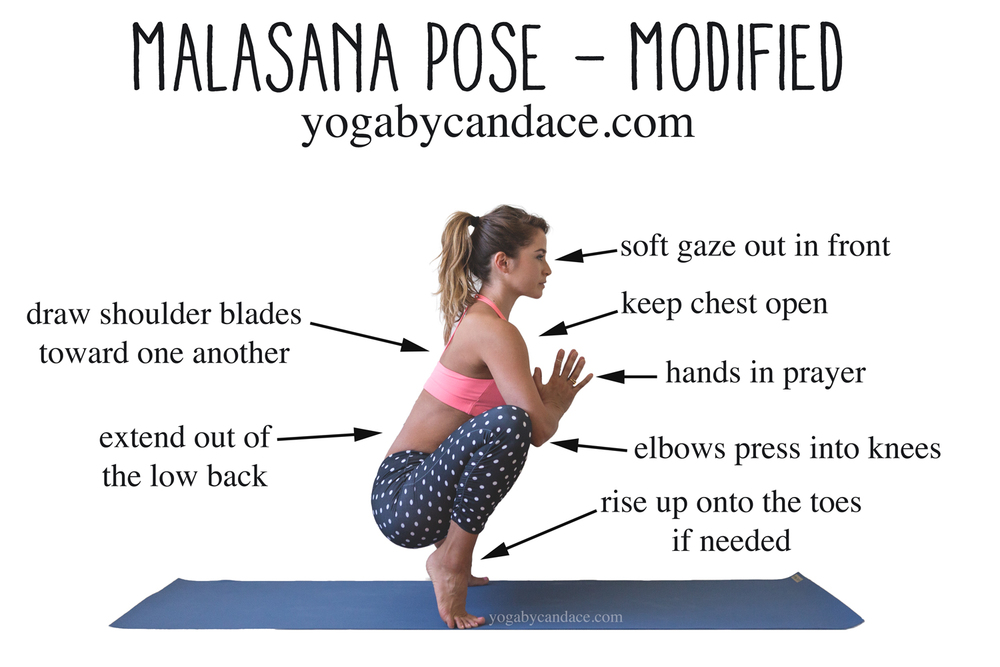 MALASANA POSE - MODIFIED
yogabycandace.com
soft gaze out in front
keep chest open
draw shoulder blades
toward one another
hands in prayer
extend out of
the low back
elbows press into knees
rise up onto the toes
if needed
yogabycandace.com